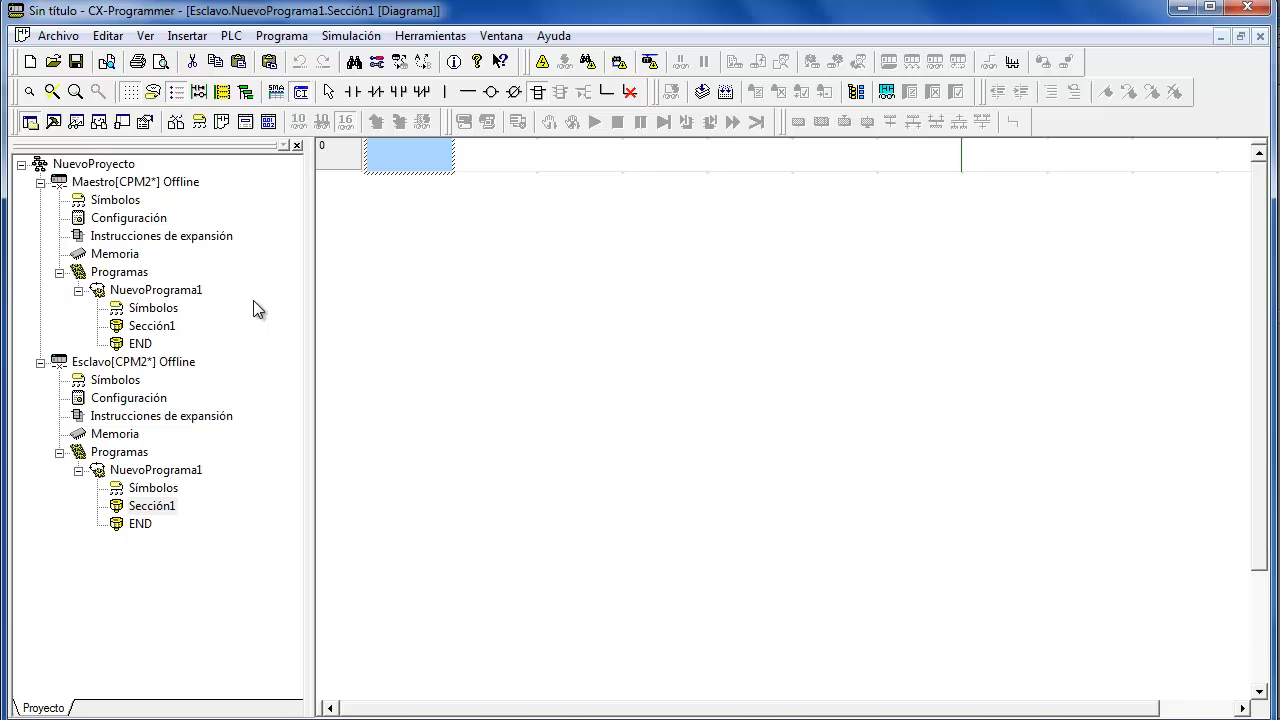 Sin título - CX-Programmer - [Esclavo.NuevoPrograma1.Sección1 [Diagrama]]
Archivo Editar Ver Insertar PLC Programa Simulación Herramientas Ventana Ayuda
10 16
0
NuevoProyecto
Maestro[CPM2*] Offline
Símbolos
Configuración
Instrucciones de expansión
Memoria
Programas
NuevoPrograma1
Símbolos
Sección1
END
Esclavo[CPM2*] Offline
Símbolos
Configuración
Instrucciones de expansión
Memoria
Programas
NuevoPrograma1
Símbolos
Sección1
END
Proyecto